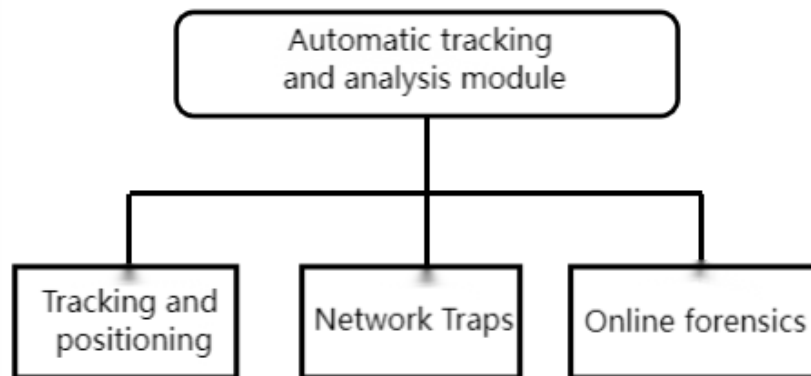 Automatic tracking
and analysis module
Tracking and
positioning
Network Traps
Online forensics